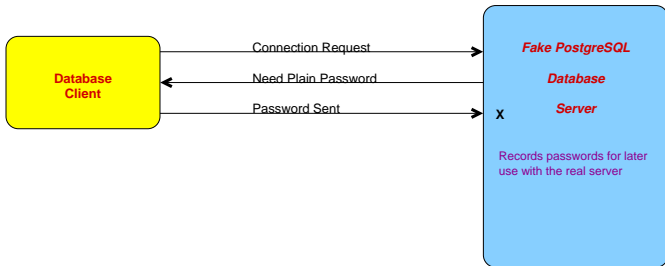 Connection Request
Fake PostgreSQL
Database
Client
Need Plain Password
Database
Password Sent
X
Server
Records passwords for later
use with the real server